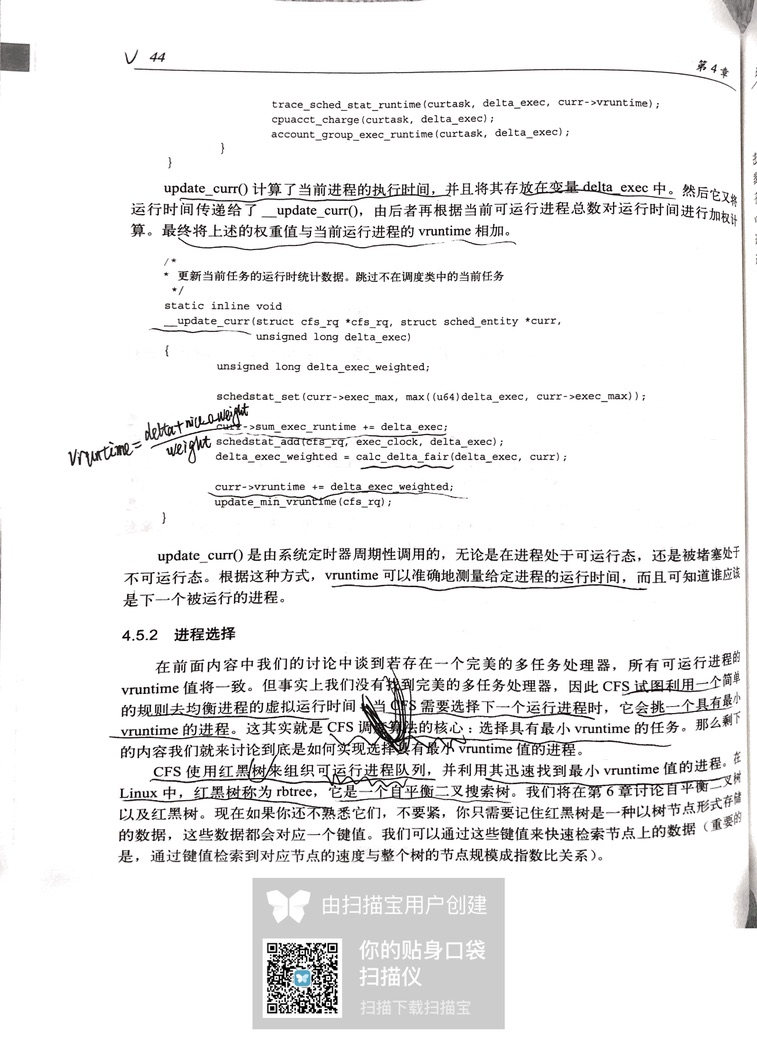 √ 44
第4章
trace_sched_stat_runtime(curtask, delta_exec, curr->vruntime);
cpuacct_charge(curtask, delta_exec);
account_group_exec_runtime(curtask, delta_exec);
}
}
update_curr() 计算了当前进程的执行时间，并且将其存放在变量 delta_exec 中。然后它又将
运行时间传递给了 __update_curr()，由后者再根据当前可运行进程总数对运行时间进行加权计
算。最终将上述的权重值与当前运行进程的 vruntime 相加。
/*
* 更新当前任务的运行时统计数据。跳过不在调度类中的当前任务
*/
static inline void
__update_curr(struct cfs_rq *cfs_rq, struct sched_entity *curr,
unsigned long delta_exec)
{
unsigned long delta_exec_weighted;
schedstat_set(curr->exec_max, max((u64)delta_exec, curr->exec_max));
curr->sum_exec_runtime += delta_exec;
schedstat_add(cfs_rq, exec_clock, delta_exec);
delta_exec_weighted = calc_delta_fair(delta_exec, curr);
vruntime = weight
curr->vruntime += delta_exec_weighted;
update_min_vruntime(cfs_rq);
}
update_curr() 是由系统定时器周期性调用的，无论是在进程处于可运行态，还是被堵塞处于
不可运行态。根据这种方式，vruntime 可以准确地测量给定进程的运行时间，而且可知道谁应该
是下一个被运行的进程。
4.5.2 进程选择
在前面内容中我们的讨论中谈到若存在一个完美的多任务处理器，所有可运行进程的
vruntime 值将一致。但事实上我们没有找到完美的多任务处理器，因此 CFS 试图利用一个简单
的规则去均衡进程的虚拟运行时间：当 CFS 需要选择下一个运行进程时，它会挑一个具有最小
vruntime 的进程。这其实就是 CFS 调度算法的核心：选择具有最小 vruntime 的任务。那么剩下
的内容我们就来讨论到底是如何实现选择具有最小 vruntime 值的进程。
CFS 使用红黑树来组织可运行进程队列，并利用其迅速找到最小 vruntime 值的进程。在
Linux 中，红黑树称为 rbtree，它是一个自平衡二叉搜索树。我们将在第 6 章讨论自平衡二叉树
以及红黑树。现在如果你还不熟悉它们，不要紧，你只需要记住红黑树是一种以树节点形式存储
的数据，这些数据都会对应一个键值。我们可以通过这些键值来快速检索节点上的数据（重要的
是，通过键值检索到对应节点的速度与整个树的节点规模成指数比关系）。
由扫描宝用户创建
你的贴身口袋
扫描仪
扫描下载扫描宝